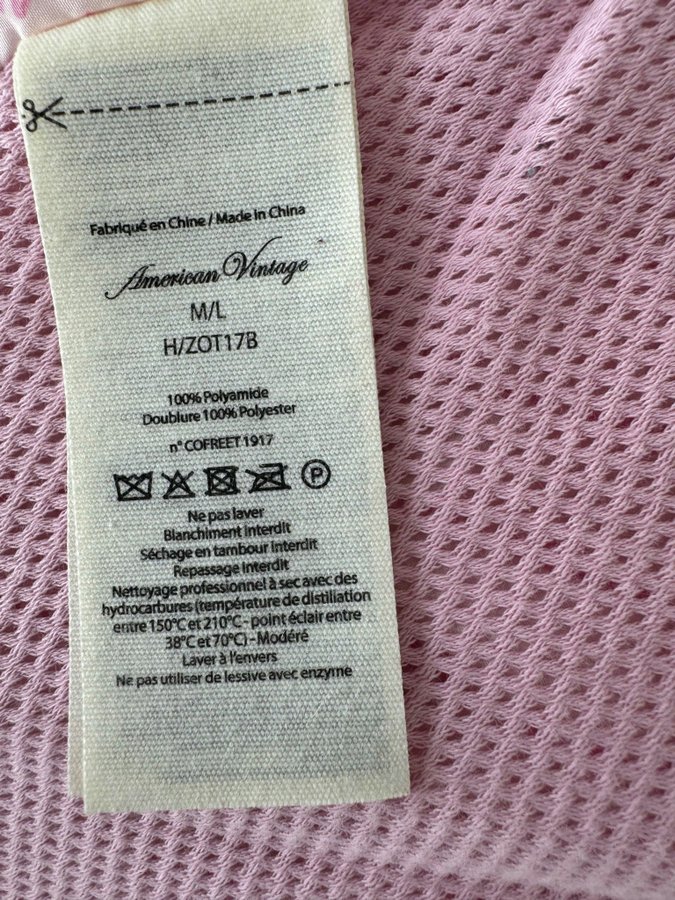 Fabriqué en Chine / Made in China
American Vintage
M/L
H/ZOT17B
100% Polyamide
Doublure 100% Polyester
n° COFREET 1917
P
Ne pas laver
Blanchiment interdit
Séchage en tambour interdit
Repassage interdit
Nettoyage professionnel à sec avec des
hydrocarbures (température de distillation
entre 150°C et 210°C - point éclair entre
38°C et 70°C) - Modéré
Laver à l'envers
Ne pas utiliser de lessive avec enzyme